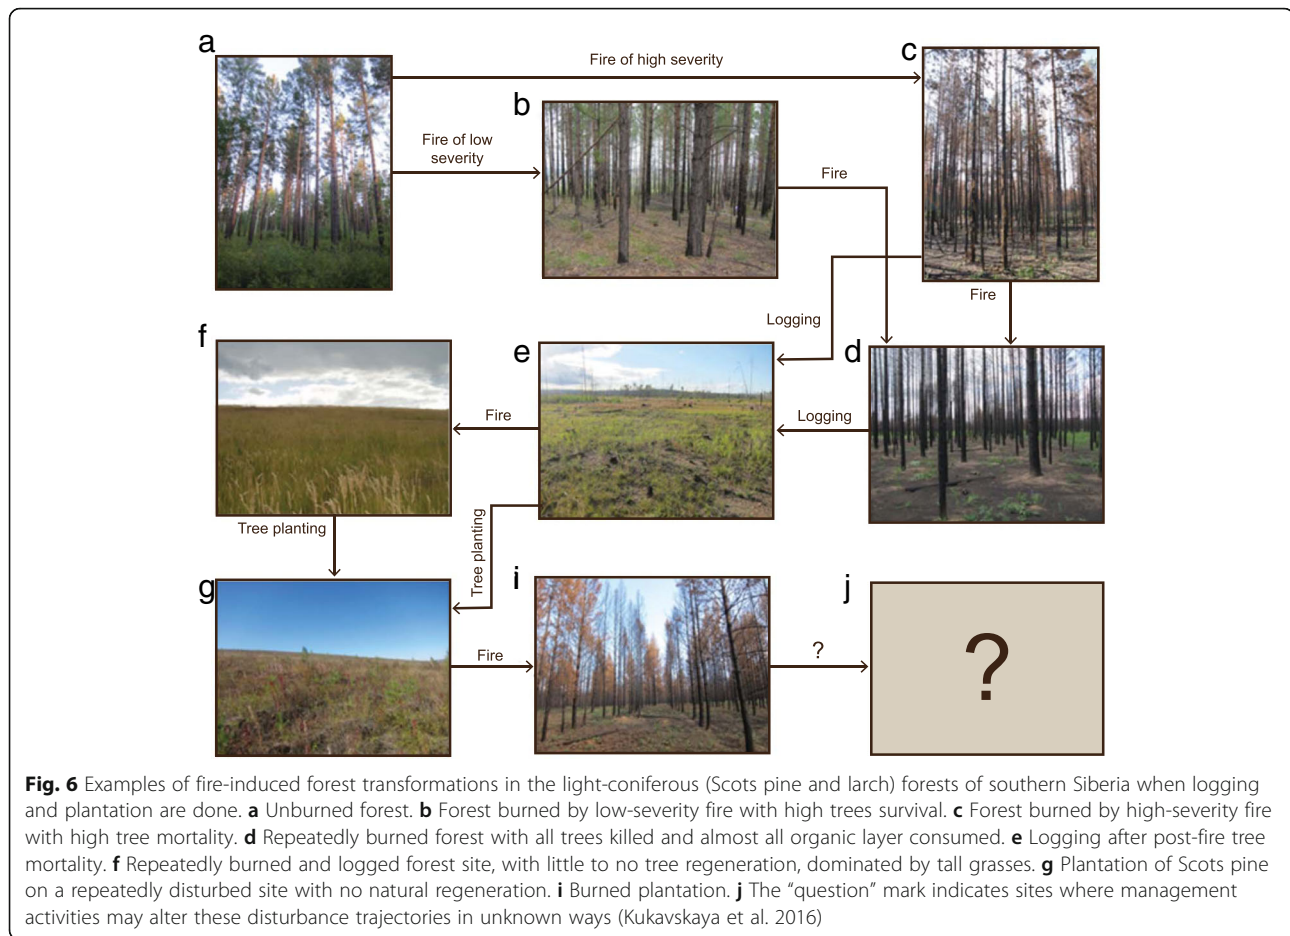 a
Fire of high severity
c
b
Fire of low
severity
Fire
Fire
Logging
f
e
d
Fire
Logging
Tree planting
Tree planting
g
i
j
Fire
?
?
Fig. 6 Examples of fire-induced forest transformations in the light-coniferous (Scots pine and larch) forests of southern Siberia when logging
and plantation are done. a Unburned forest. b Forest burned by low-severity fire with high trees survival. c Forest burned by high-severity fire
with high tree mortality. d Repeatedly burned forest with all trees killed and almost all organic layer consumed. e Logging after post-fire tree
mortality. f Repeatedly burned and logged forest site, with little to no tree regeneration, dominated by tall grasses. g Plantation of Scots pine
on a repeatedly disturbed site with no natural regeneration. i Burned plantation. j The “question” mark indicates sites where management
activities may alter these disturbance trajectories in unknown ways (Kukavskaya et al. 2016)